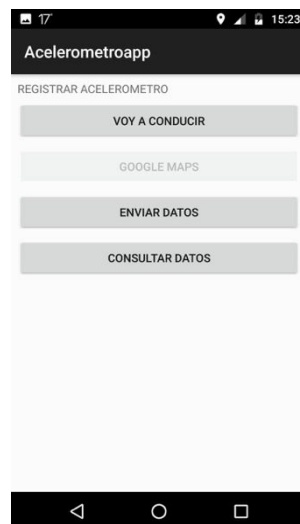 17° 15:23
Acelerometroapp
REGISTRAR ACELEROMETRO
VOY A CONDUCIR
GOOGLE MAPS
ENVIAR DATOS
CONSULTAR DATOS